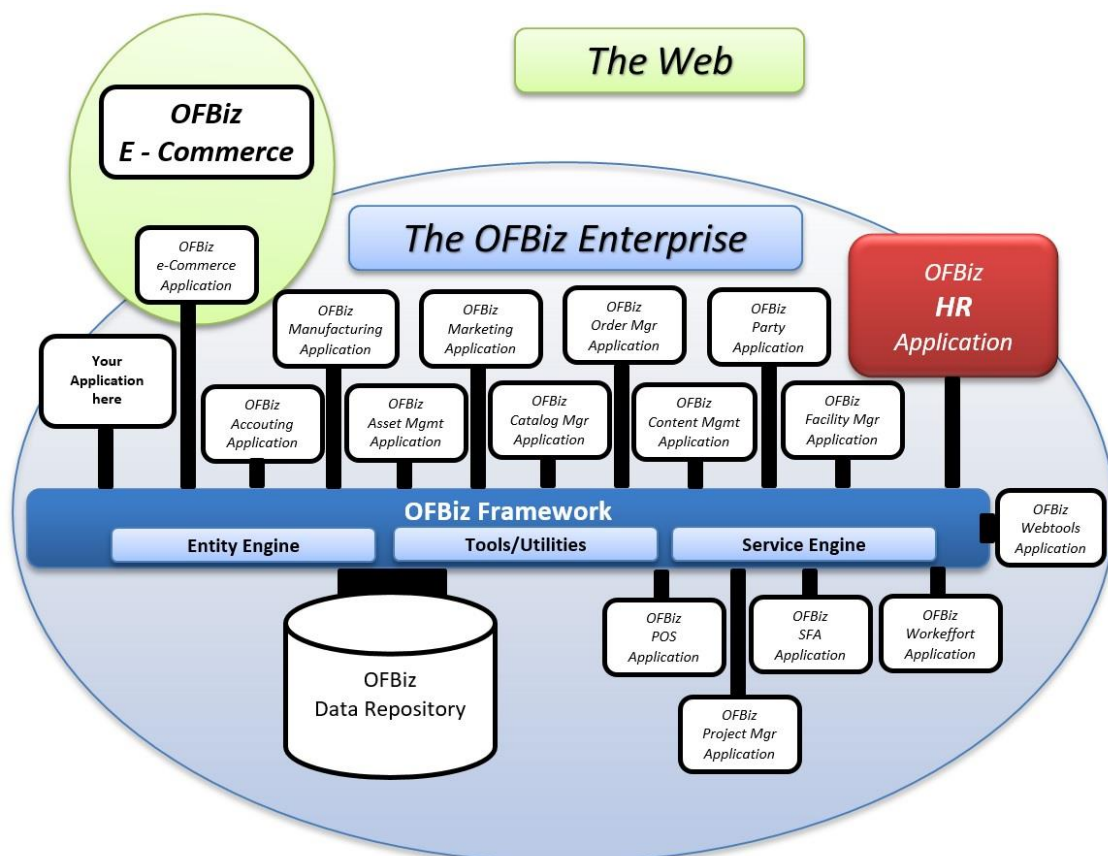 The Web
OFBiz
E - Commerce
OFBiz
e-Commerce
Application
The OFBiz Enterprise
OFBiz
HR
Application
Your
Application
here
OFBiz
Manufacturing
Application
OFBiz
Marketing
Application
OFBiz
Order Mgr
Application
OFBiz
Party
Application
OFBiz
Accouting
Application
OFBiz
Asset Mgmt
Application
OFBiz
Catalog Mgr
Application
OFBiz
Content Mgmt
Application
OFBiz
Facility Mgr
Application
OFBiz Framework
Entity Engine
Tools/Utilities
Service Engine
OFBiz
Webtools
Application
OFBiz
Data Repository
OFBiz
POS
Application
OFBiz
SFA
Application
OFBiz
Workeffort
Application
OFBiz
Project Mgr
Application